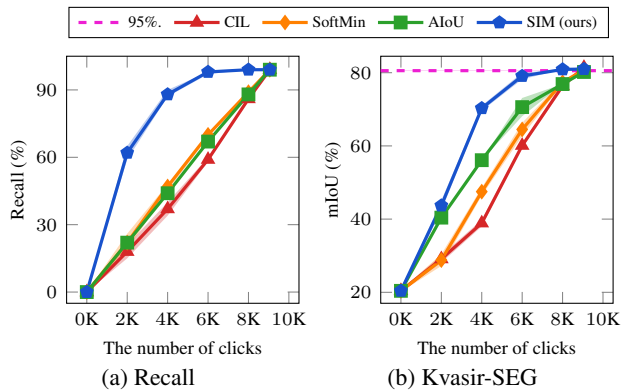 95%. CIL SoftMin AIoU SIM (ours)
Recall (%)
90
60
30
0
0K 2K 4K 6K 8K 10K
The number of clicks
(a) Recall
mIoU (%)
80
60
40
20
0K 2K 4K 6K 8K 10K
The number of clicks
(b) Kvasir-SEG